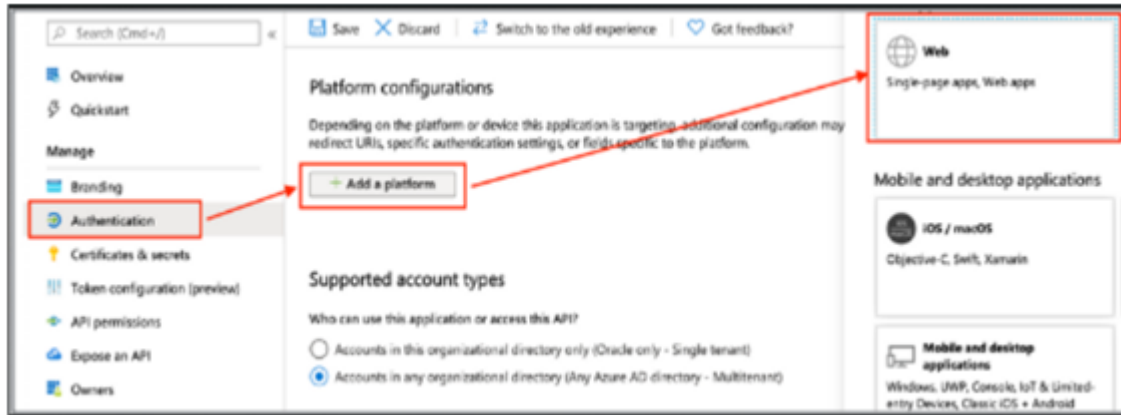 Search (Cmd+/)
«
Overview
Quickstart
Manage
Branding
Authentication
Certificates & secrets
Token configuration (preview)
API permissions
Expose an API
Owners
Save Discard Switch to the old experience Got feedback?
Platform configurations
Depending on the platform or device this application is targeting, additional configuration may
redirect URIs, specific authentication settings, or fields specific to the platform.
+ Add a platform
Supported account types
Who can use this application or access this API?
Accounts in this organizational directory only (Oracle only - Single tenant)
Accounts in any organizational directory (Any Azure AD directory - Multitenant)
Web
Single-page apps, Web apps
Mobile and desktop applications
iOS / macOS
Objective-C, Swift, Xamarin
Mobile and desktop
applications
Windows, UWP, Console, IoT & Limited-
entry Devices, Classic iOS + Android